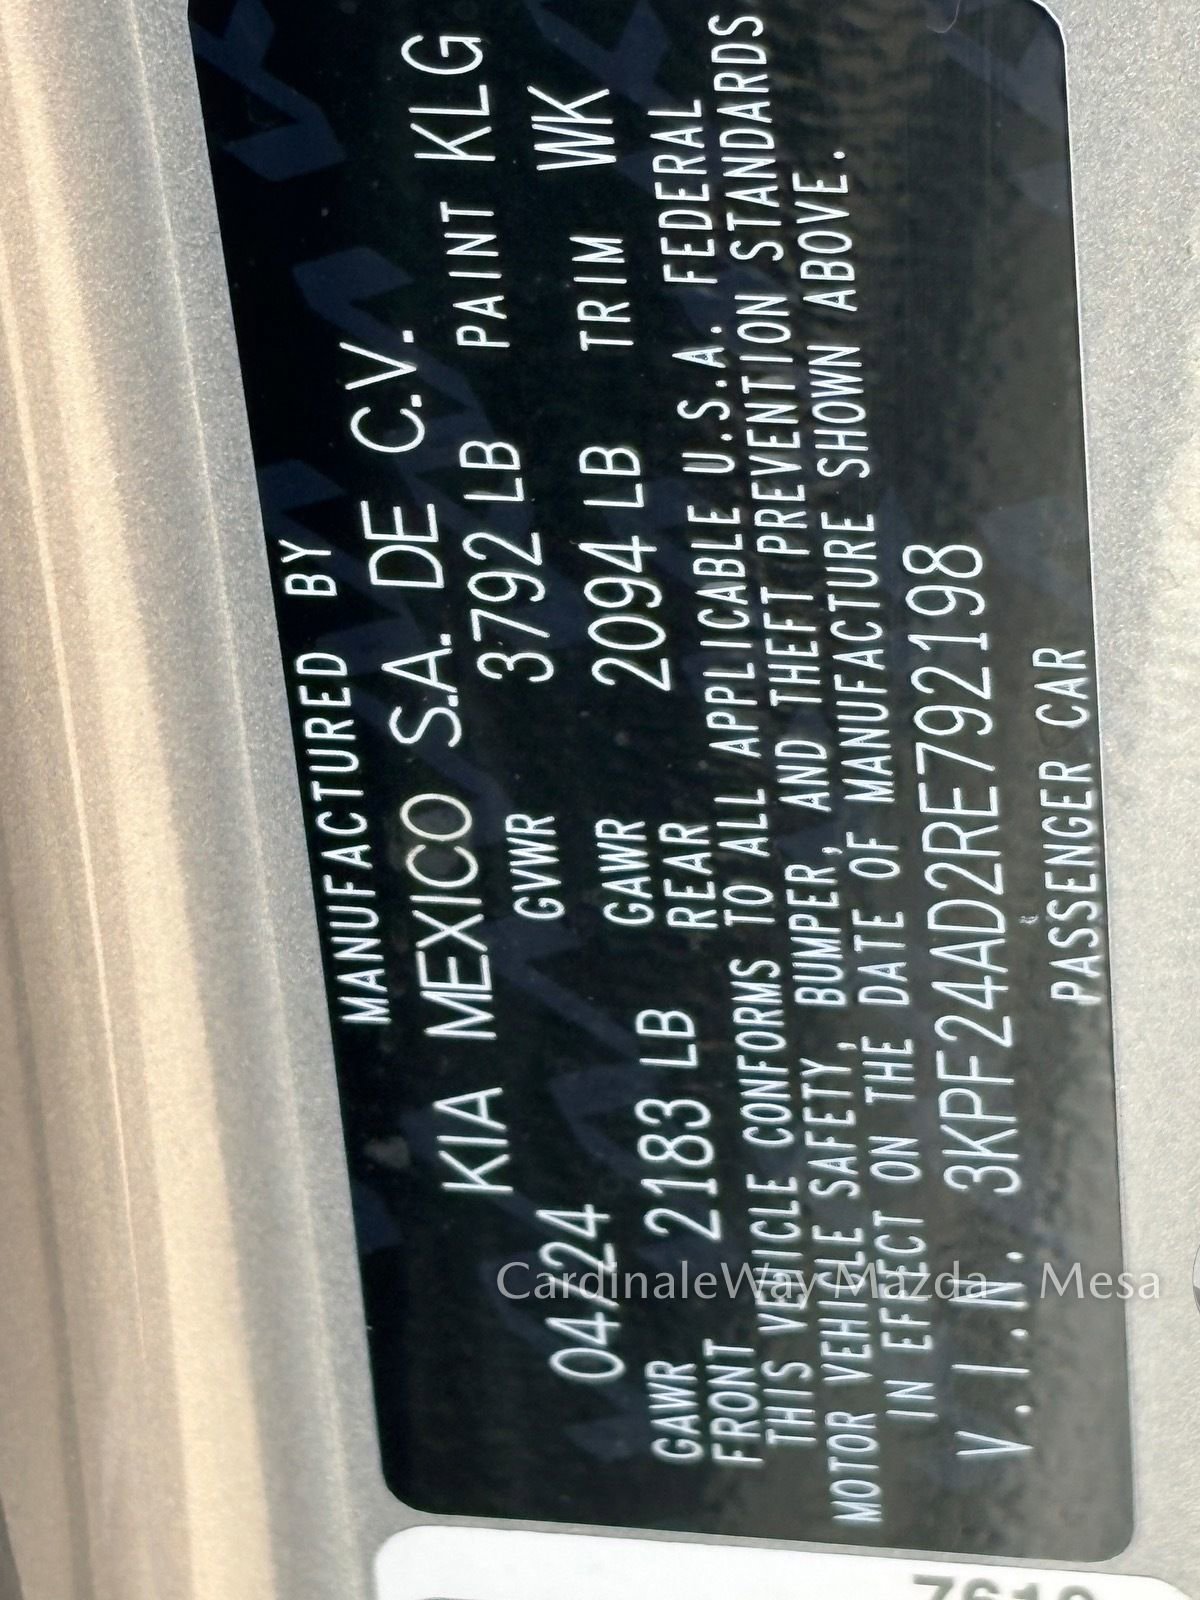 MANUFACTURED BY
KIA MEXICO S.A. DE C.V.
04/24 GVWR 3792 LB PAINT KLG
GAWR FRONT 2183 LB GAWR REAR 2094 LB TRIM WK
THIS VEHICLE CONFORMS TO ALL APPLICABLE U.S.A. FEDERAL
MOTOR VEHICLE SAFETY, BUMPER, AND THEFT PREVENTION STANDARDS
IN EFFECT ON THE DATE OF MANUFACTURE SHOWN ABOVE.
V.I.N. 3KPF24AD2RE792198
PASSENGER CAR
CardinaleWay Mazda - Mesa